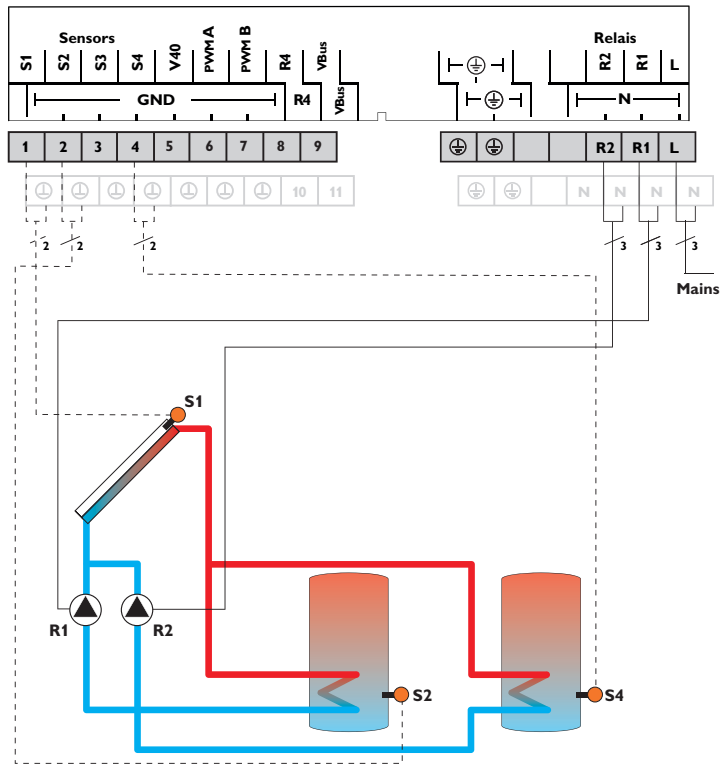 Sensors
Relais
S1 S2 S3 S4 V40 PWM A PWM B R4 VBus
R2 R1 L
GND R4 VBus
N
1 2 3 4 5 6 7 8 9
R2 R1 L
10 11
N N N N
2 2 2
3 3 3
Mains
S1
R1 R2
S2
S4